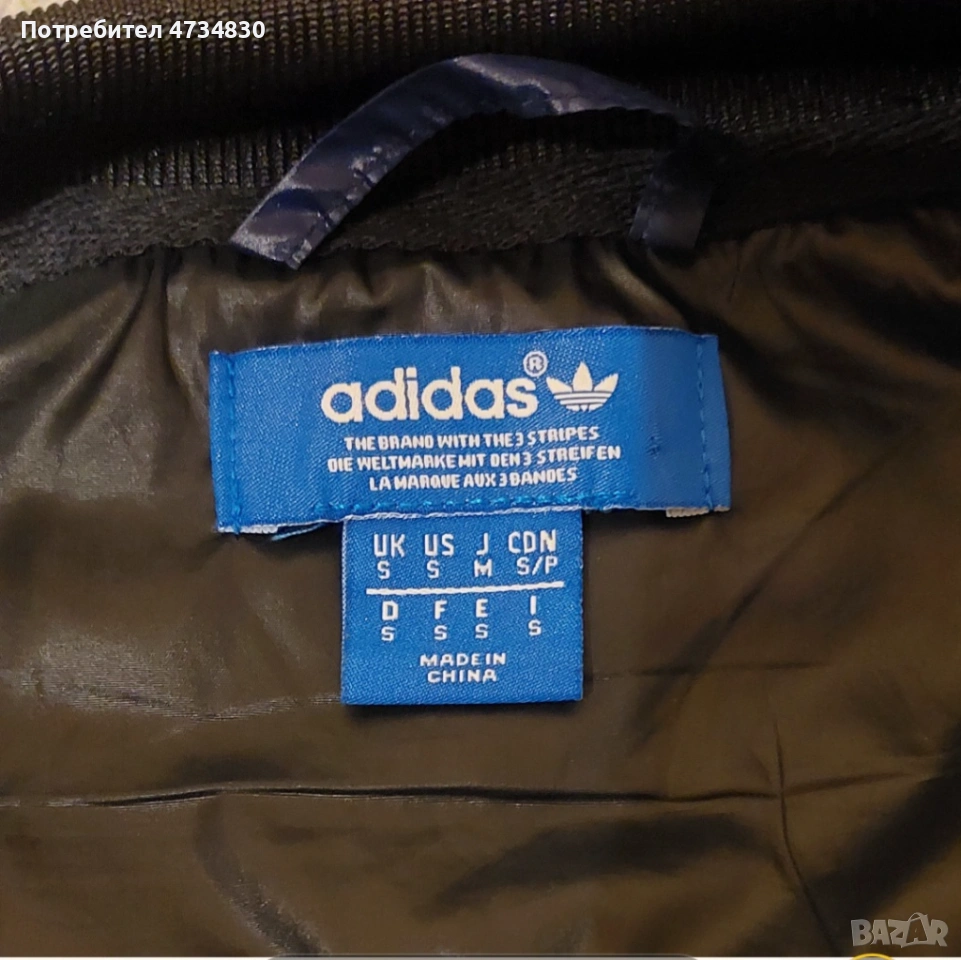 Потребител 4734830
adidas®
THE BRAND WITH THE 3 STRIPES
DIE WELTMARKE MIT DEN 3 STREIFEN
LA MARQUE AUX 3 BANDES
UK US J CDN
S S M S/P
D F E I
S S S S
MADE IN
CHINA
BAZAR